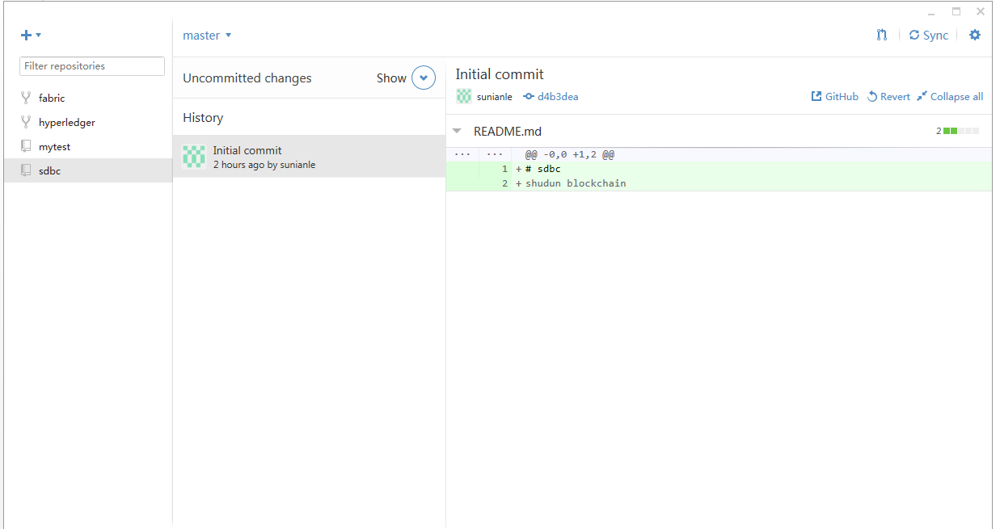 master
Sync
Filter repositories
fabric
hyperledger
mytest
sdbc
Uncommitted changes
Show
History
Initial commit
2 hours ago by sunianle
Initial commit
sunianle
d4b3dea
GitHub
Revert
Collapse all
README.md
2
... ... @@ -0,0 +1,2 @@
1 + # sdbc
2 + shudun blockchain